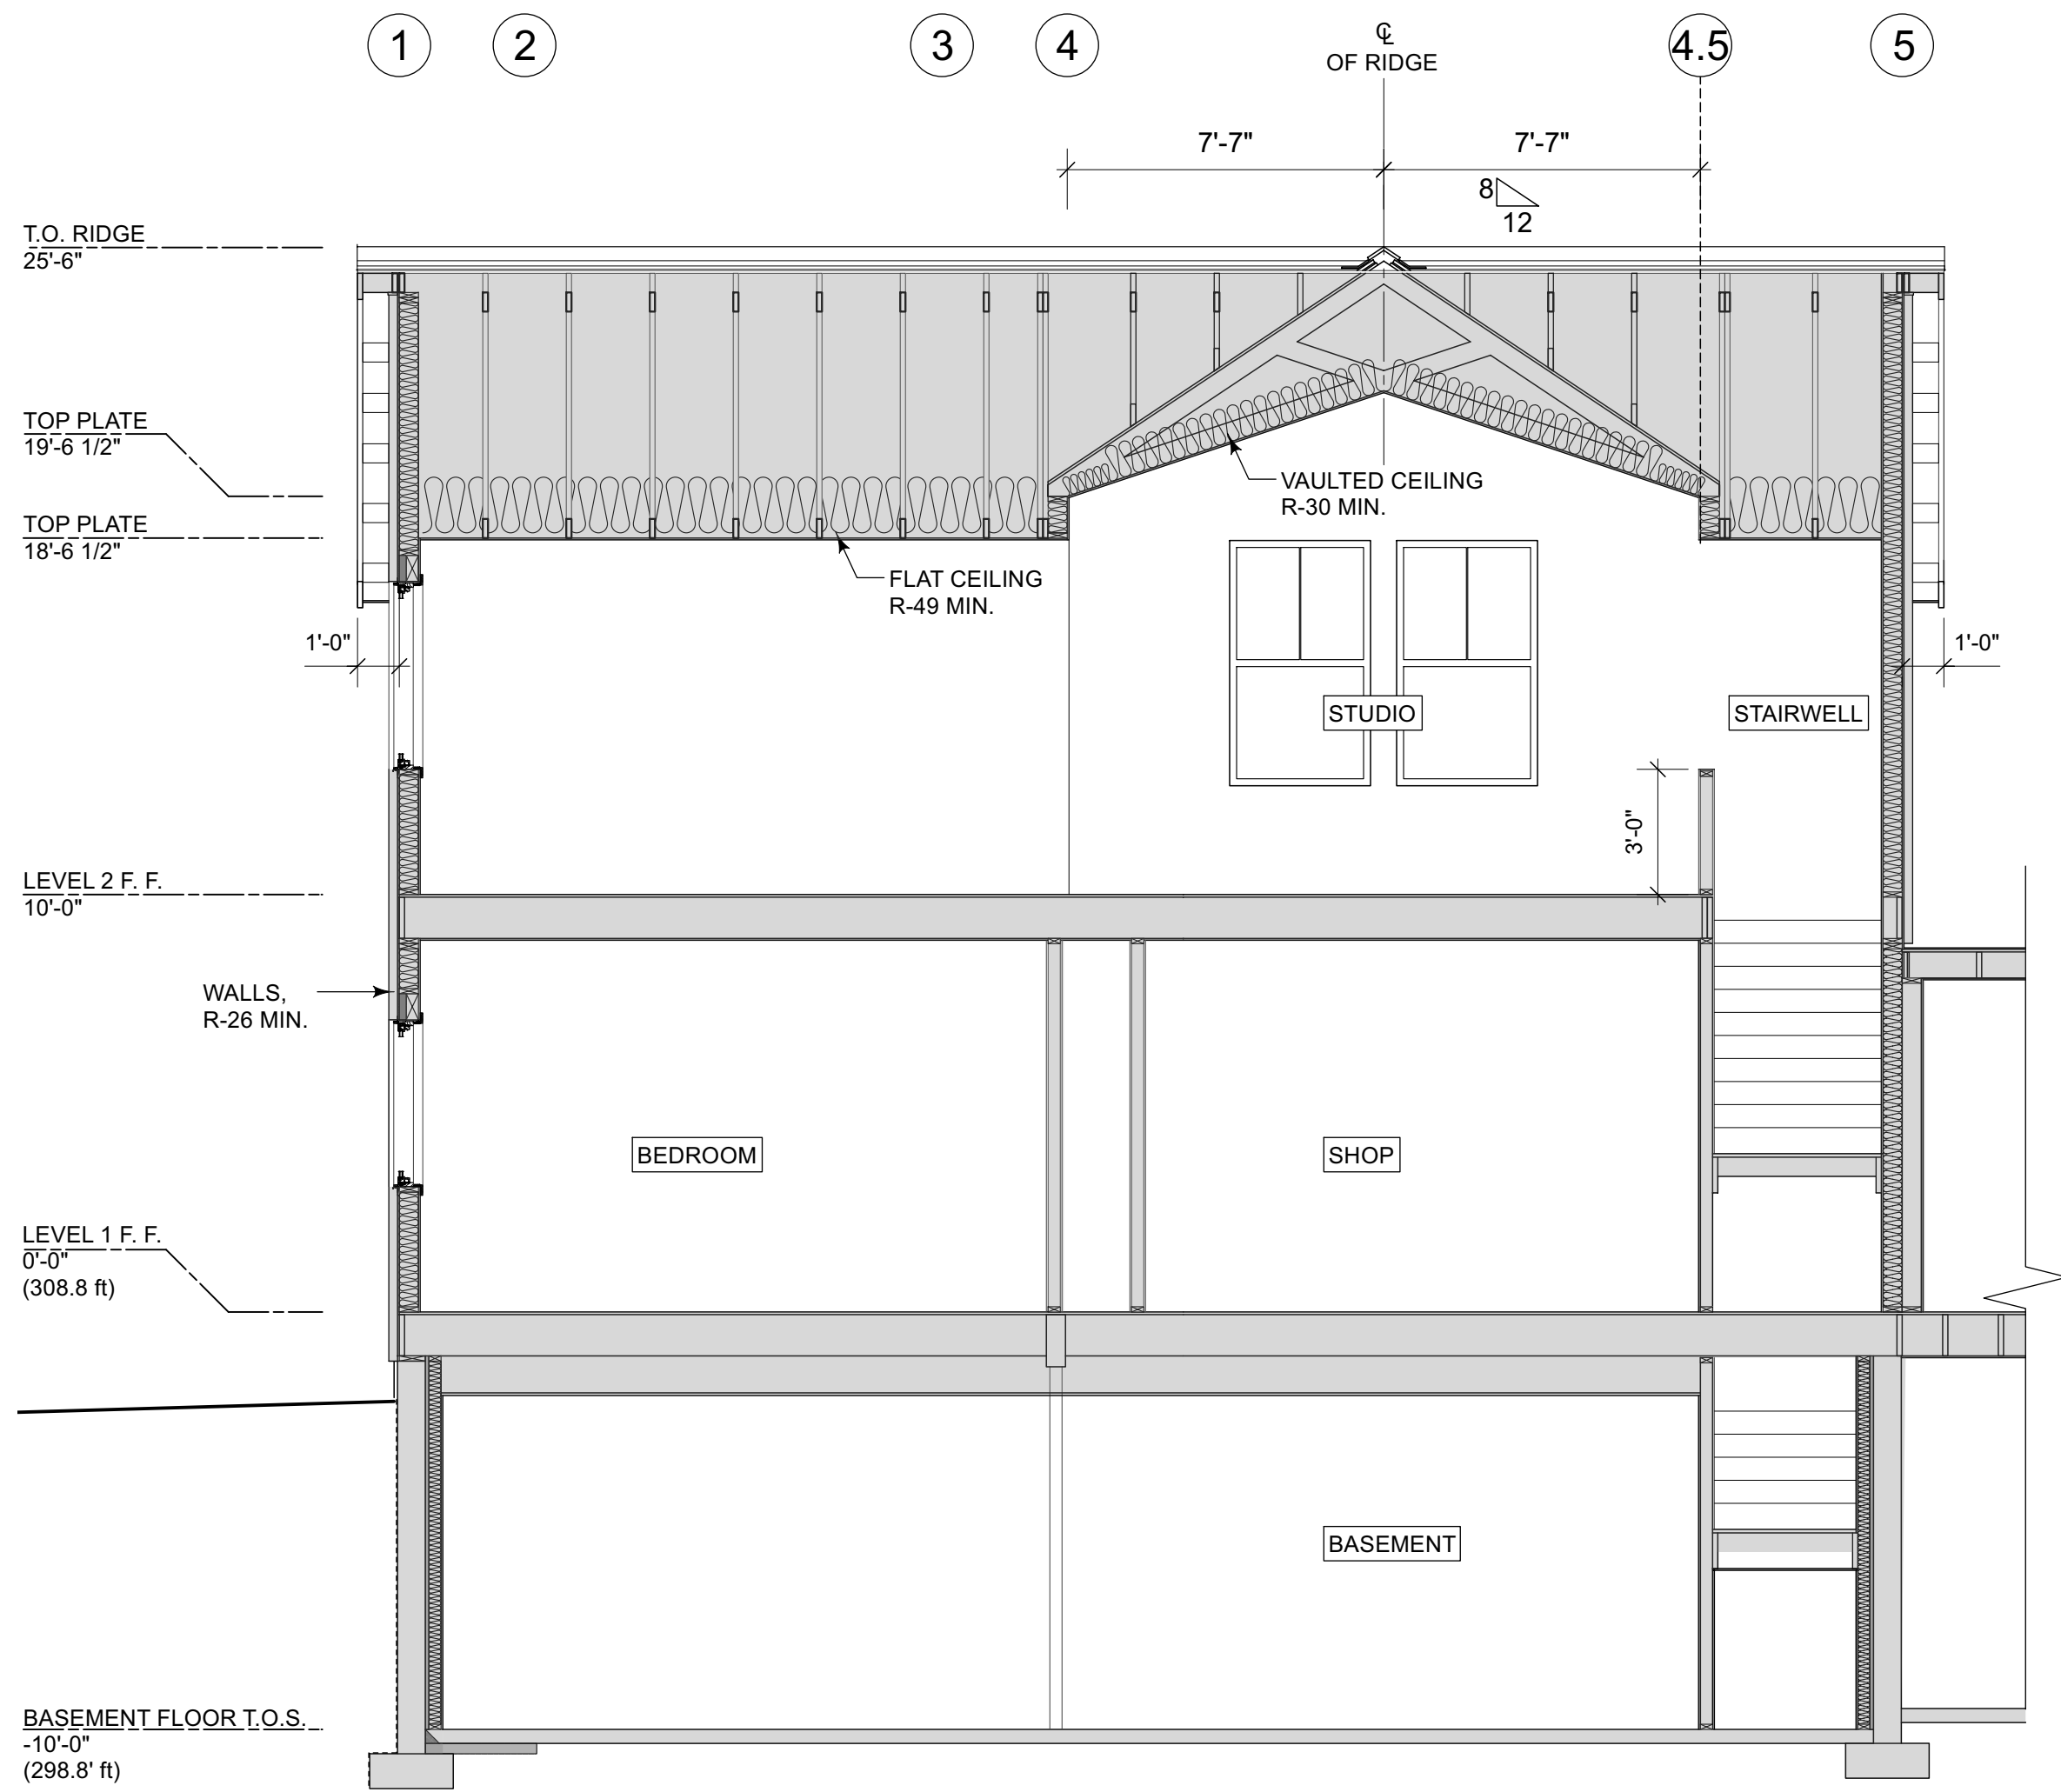 1
2
3
4
℄
OF RIDGE
4.5
5
7'-7"
7'-7"
8
12
T.O. RIDGE
25'-6"
TOP PLATE
19'-6 1/2"
VAULTED CEILING
R-30 MIN.
TOP PLATE
18'-6 1/2"
FLAT CEILING
R-49 MIN.
1'-0"
1'-0"
STUDIO
STAIRWELL
3'-0"
LEVEL 2 F. F.
10'-0"
WALLS,
R-26 MIN.
BEDROOM
SHOP
LEVEL 1 F. F.
0'-0"
(308.8 ft)
BASEMENT
BASEMENT FLOOR T.O.S.
-10'-0"
(298.8' ft)